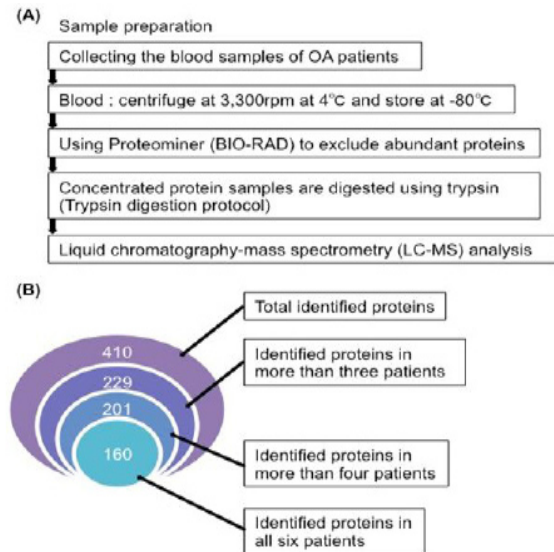 (A)
Sample preparation
Collecting the blood samples of OA patients
Blood : centrifuge at 3,300rpm at 4℃ and store at -80℃
Using Proteominer (BIO-RAD) to exclude abundant proteins
Concentrated protein samples are digested using trypsin
(Trypsin digestion protocol)
Liquid chromatography-mass spectrometry (LC-MS) analysis
(B)
Total identified proteins
410
Identified proteins in
more than three patients
229
201
160
Identified proteins in
more than four patients
Identified proteins in
all six patients